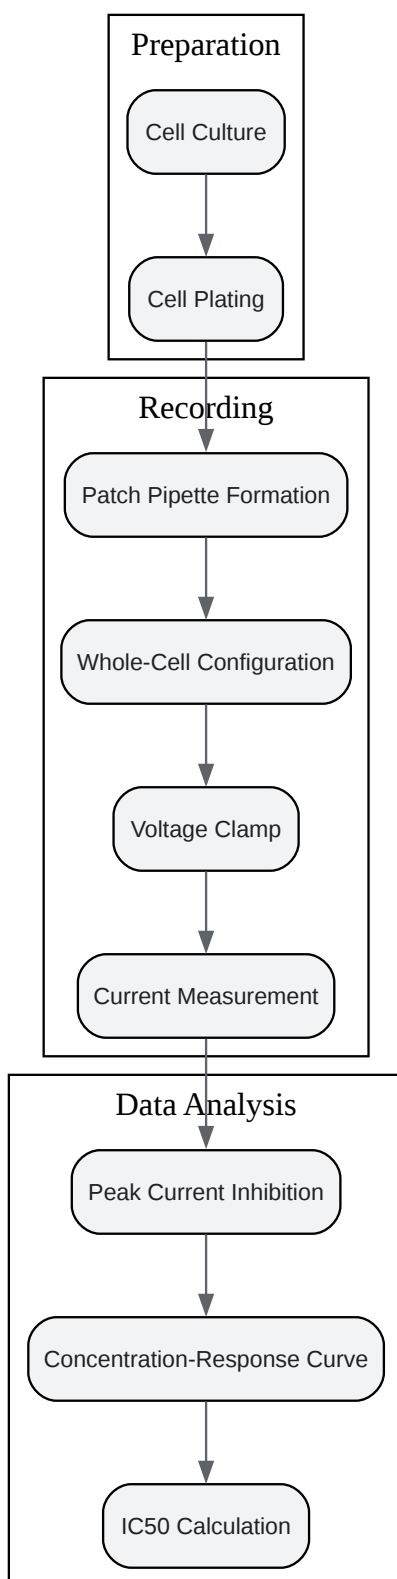 Preparation
Cell Culture
Cell Plating
Recording
Patch Pipette Formation
Whole-Cell Configuration
Voltage Clamp
Current Measurement
Data Analysis
Peak Current Inhibition
Concentration-Response Curve
IC50 Calculation